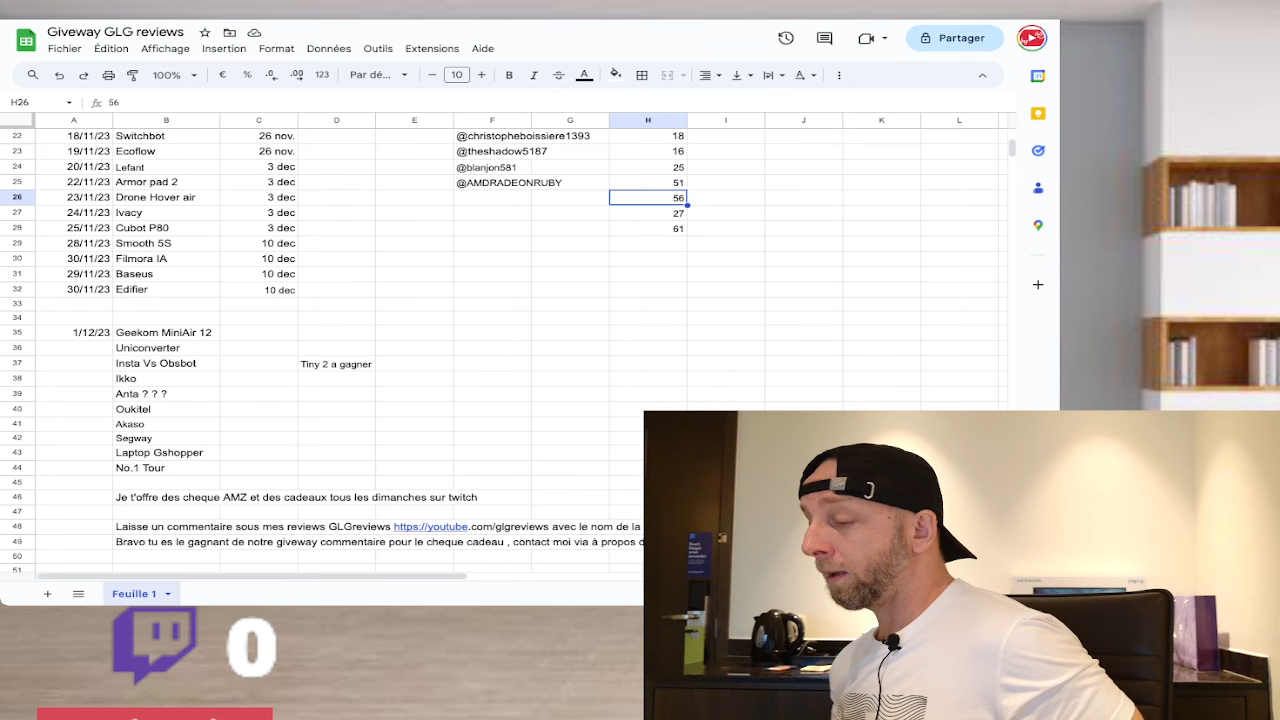 Giveway GLG reviews
Fichier Édition Affichage Insertion Format Données Outils Extensions Aide
Partager
100% € % .0 .00 123 Par dé... 10 B I A
H26 fx 56
A B C D E F G H I J K L
22 18/11/23 Switchbot 26 nov. @christopheboissiere1393 18
23 19/11/23 Ecoflow 26 nov. @theshadow5187 16
24 20/11/23 Lefant 3 dec @blanjon581 25
25 22/11/23 Armor pad 2 3 dec @AMDRADEONRUBY 51
26 23/11/23 Drone Hover air 3 dec 56
27 24/11/23 Ivacy 3 dec 27
28 25/11/23 Cubot P80 3 dec 61
29 28/11/23 Smooth 5S 10 dec
30 30/11/23 Filmora IA 10 dec
31 29/11/23 Baseus 10 dec
32 30/11/23 Edifier 10 dec
33
34
35 1/12/23 Geekom MiniAir 12
36 Uniconverter
37 Insta Vs Obsbot Tiny 2 a gagner
38 Ikko
39 Anta ? ? ?
40 Oukitel
41 Akaso
42 Segway
43 Laptop Gshopper
44 No.1 Tour
45
46 Je t'offre des cheque AMZ et des cadeaux tous les dimanches sur twitch
47
48 Laisse un commentaire sous mes reviews GLGreviews https://youtube.com/glgreviews avec le nom de la
49 Bravo tu es le gagnant de notre giveway commentaire pour le cheque cadeau , contact moi via à propos
50
51
Feuille 1
0